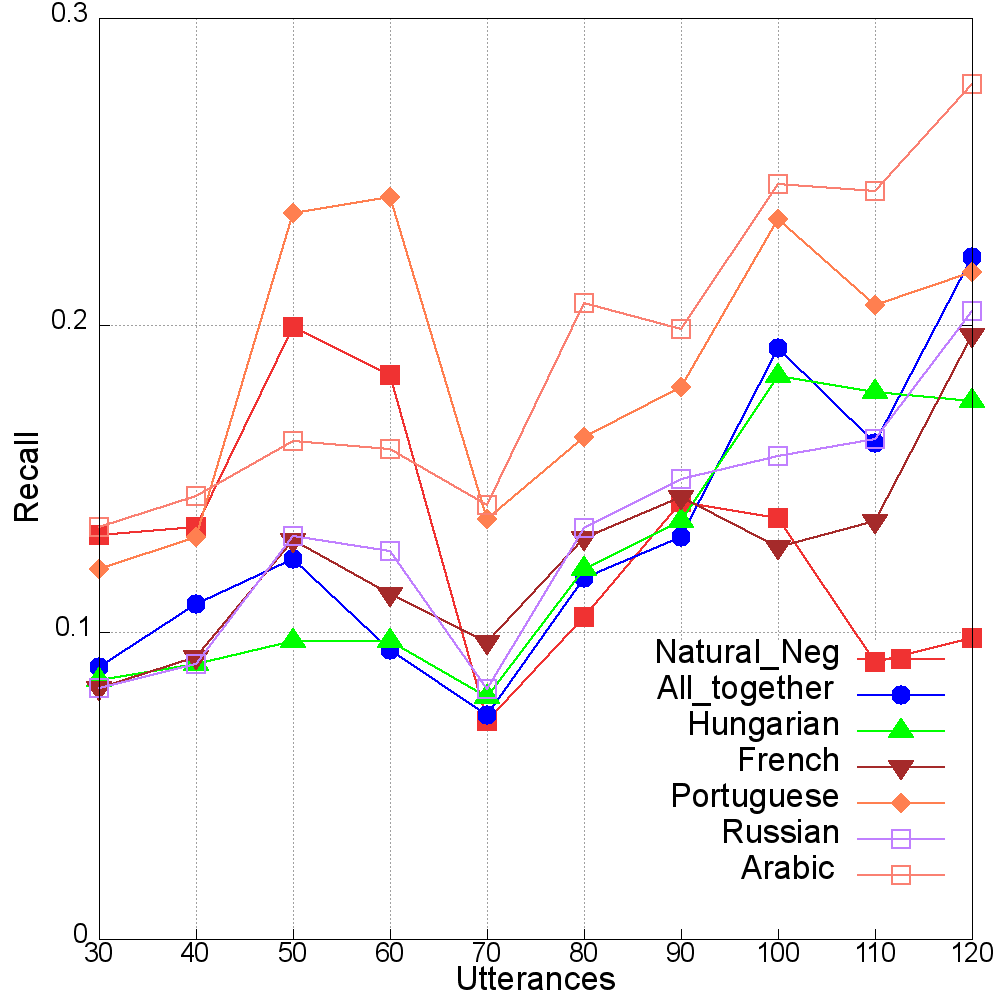 0.3
0.2
0.1
0
Recall
30 40 50 60 70 80 90 100 110 120
Utterances
Natural_Neg
All_together
Hungarian
French
Portuguese
Russian
Arabic